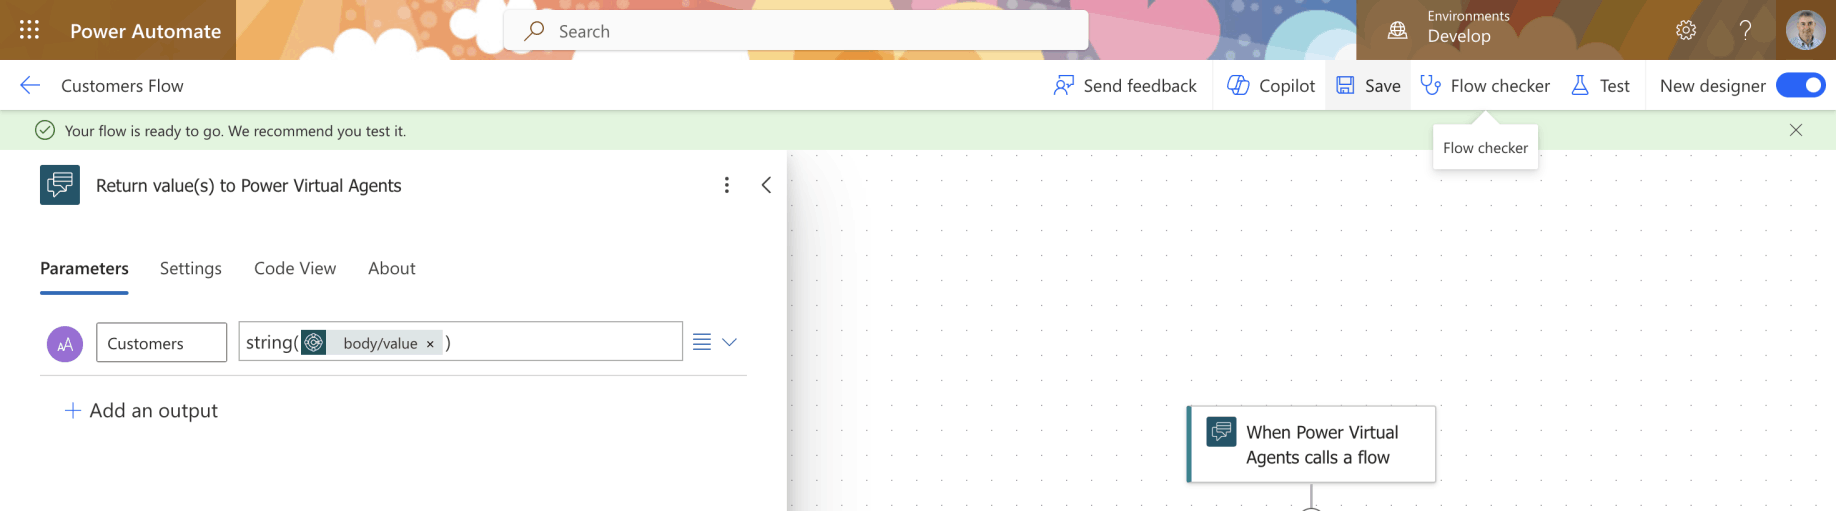 Power Automate
Search
Environments
Develop
?
Customers Flow
Send feedback
Copilot
Save
Flow checker
Test
New designer
Your flow is ready to go. We recommend you test it.
Flow checker
Return value(s) to Power Virtual Agents
Parameters
Settings
Code View
About
AA
Customers
string( body/value × )
+ Add an output
When Power Virtual
Agents calls a flow